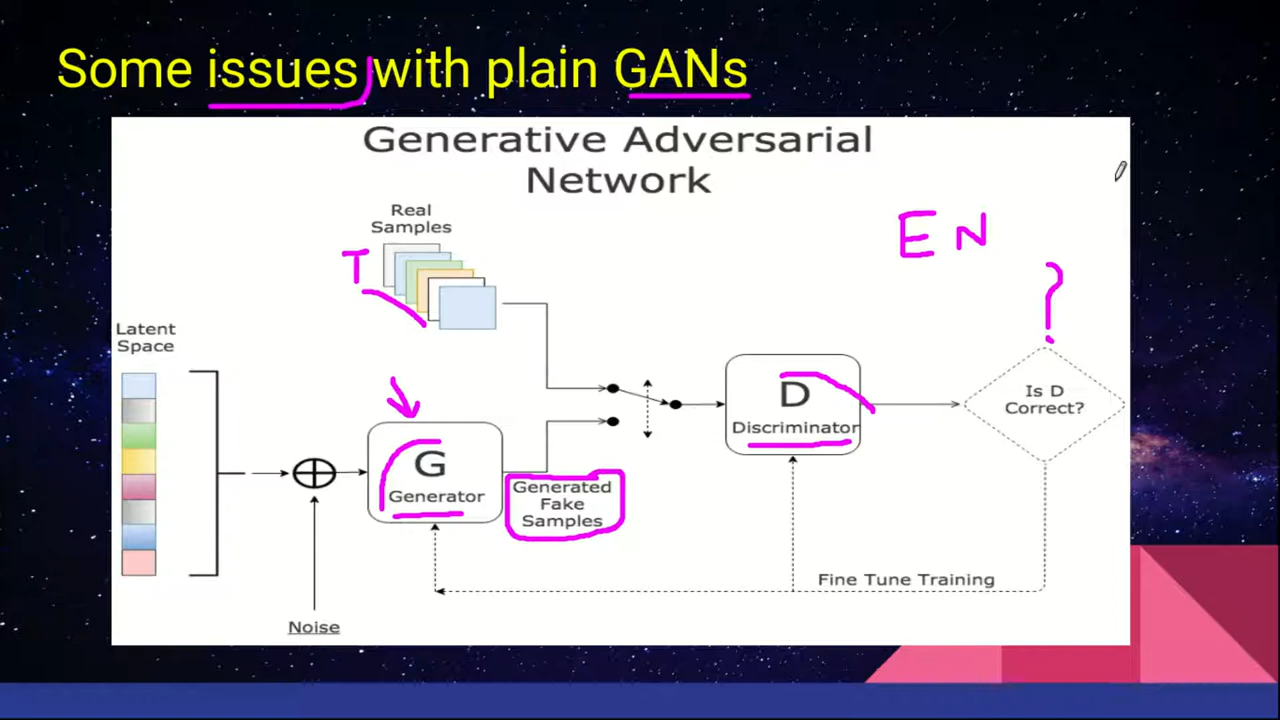 Some issues with plain GANs
Generative Adversarial
Network
Real
Samples
T
E N
?
Latent
Space
Is D
Correct?
D
Discriminator
G
Generator
Generated
Fake
Samples
Fine Tune Training
Noise